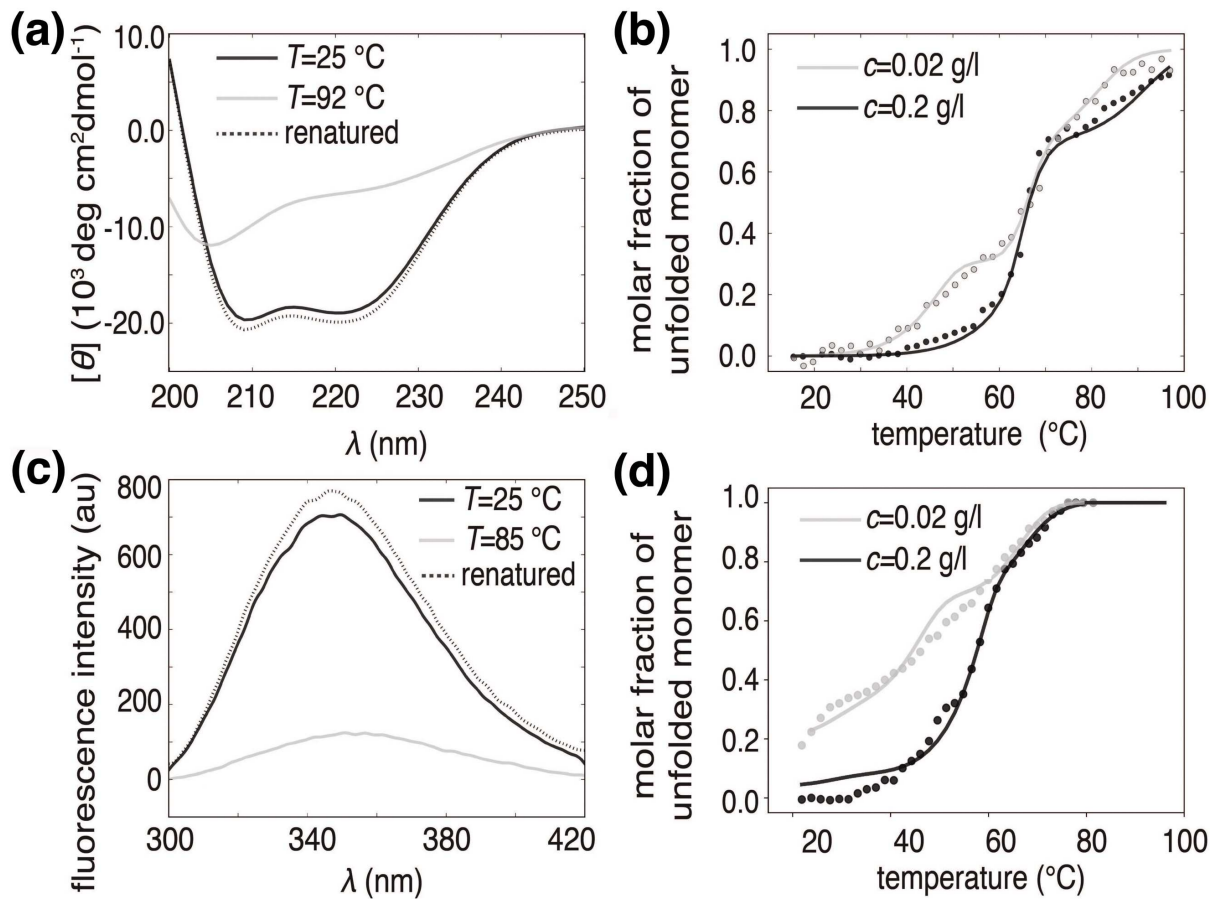 (a)
[θ] (10³ deg cm²dmol⁻¹)
10.0
0.0
-10.0
-20.0
T=25 °C
T=92 °C
renatured
200 210 220 230 240 250
λ (nm)
(b)
molar fraction of
unfolded monomer
1.0
0.8
0.6
0.4
0.2
0.0
c=0.02 g/l
c=0.2 g/l
20 40 60 80 100
temperature (°C)
(c)
fluorescence intensity (au)
800
600
400
200
0
T=25 °C
T=85 °C
renatured
300 340 380 420
λ (nm)
(d)
molar fraction of
unfolded monomer
1.0
0.8
0.6
0.4
0.2
0.0
c=0.02 g/l
c=0.2 g/l
20 40 60 80 100
temperature (°C)